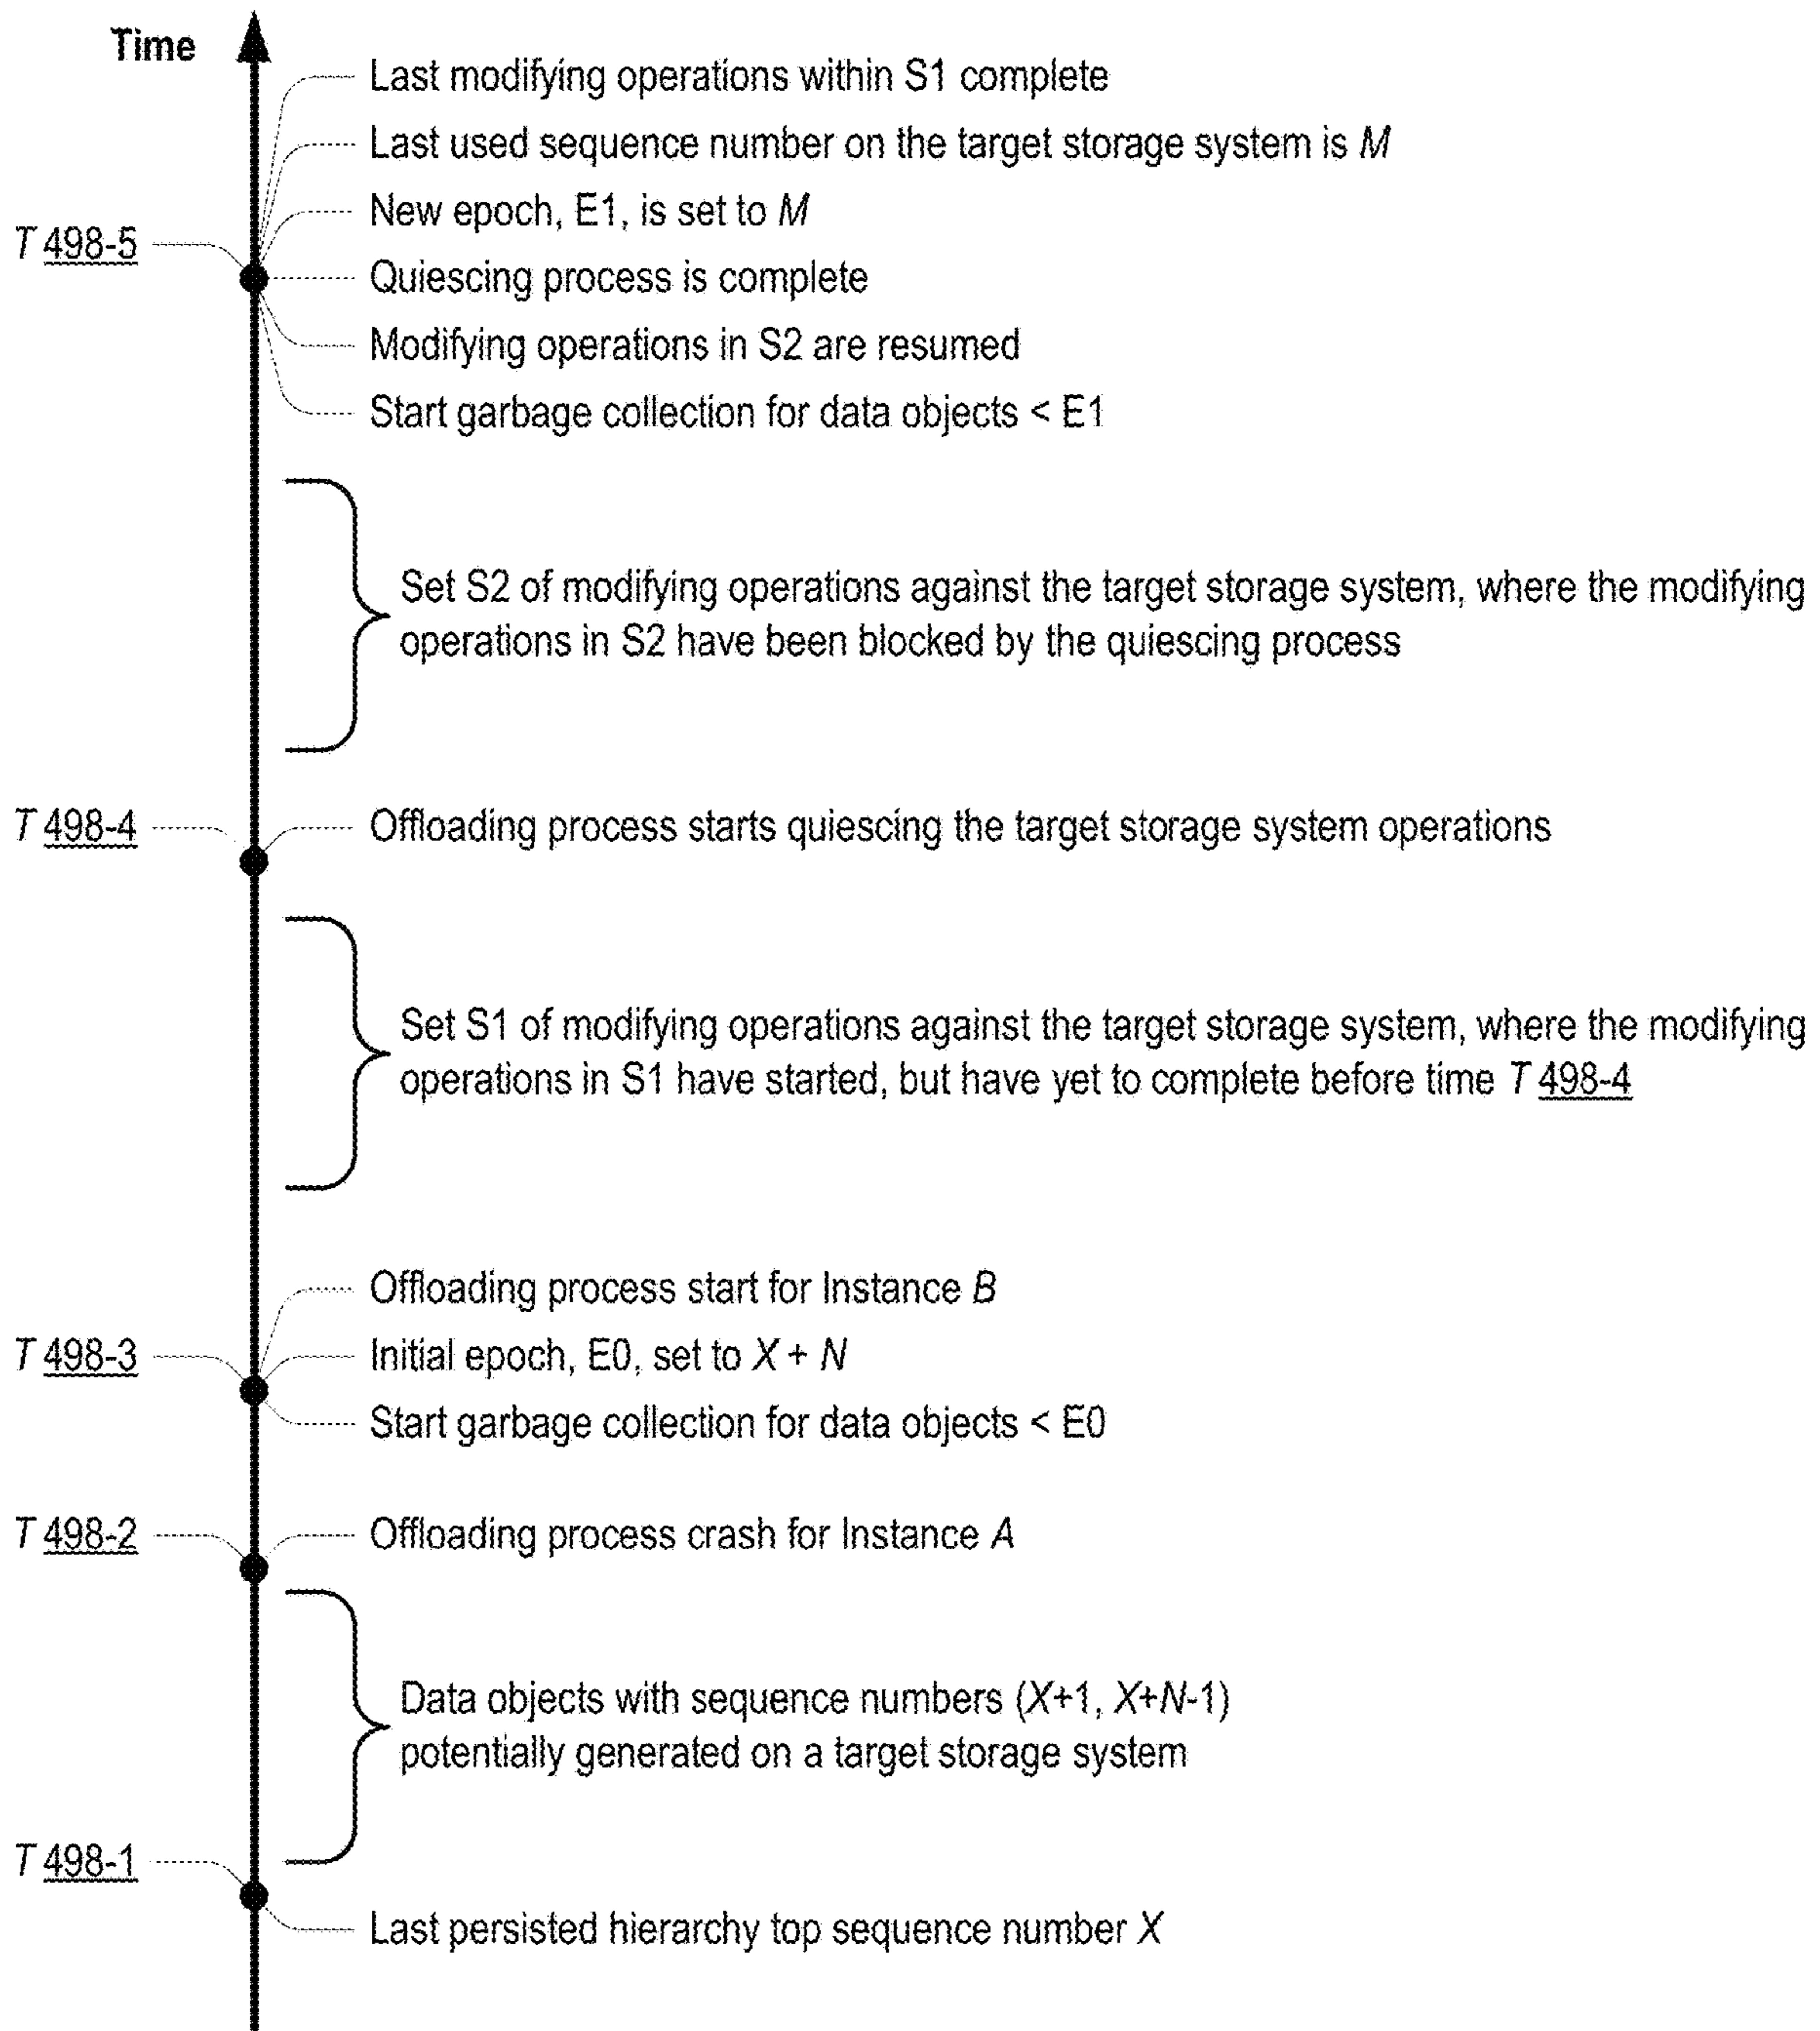 Time
Last modifying operations within S1 complete
Last used sequence number on the target storage system is M
New epoch, E1, is set to M
T 498-5
Quiescing process is complete
Modifying operations in S2 are resumed
Start garbage collection for data objects < E1
Set S2 of modifying operations against the target storage system, where the modifying
operations in S2 have been blocked by the quiescing process
T 498-4
Offloading process starts quiescing the target storage system operations
Set S1 of modifying operations against the target storage system, where the modifying
operations in S1 have started, but have yet to complete before time T 498-4
Offloading process start for Instance B
T 498-3
Initial epoch, E0, set to X + N
Start garbage collection for data objects < E0
T 498-2
Offloading process crash for Instance A
Data objects with sequence numbers (X+1, X+N-1)
potentially generated on a target storage system
T 498-1
Last persisted hierarchy top sequence number X